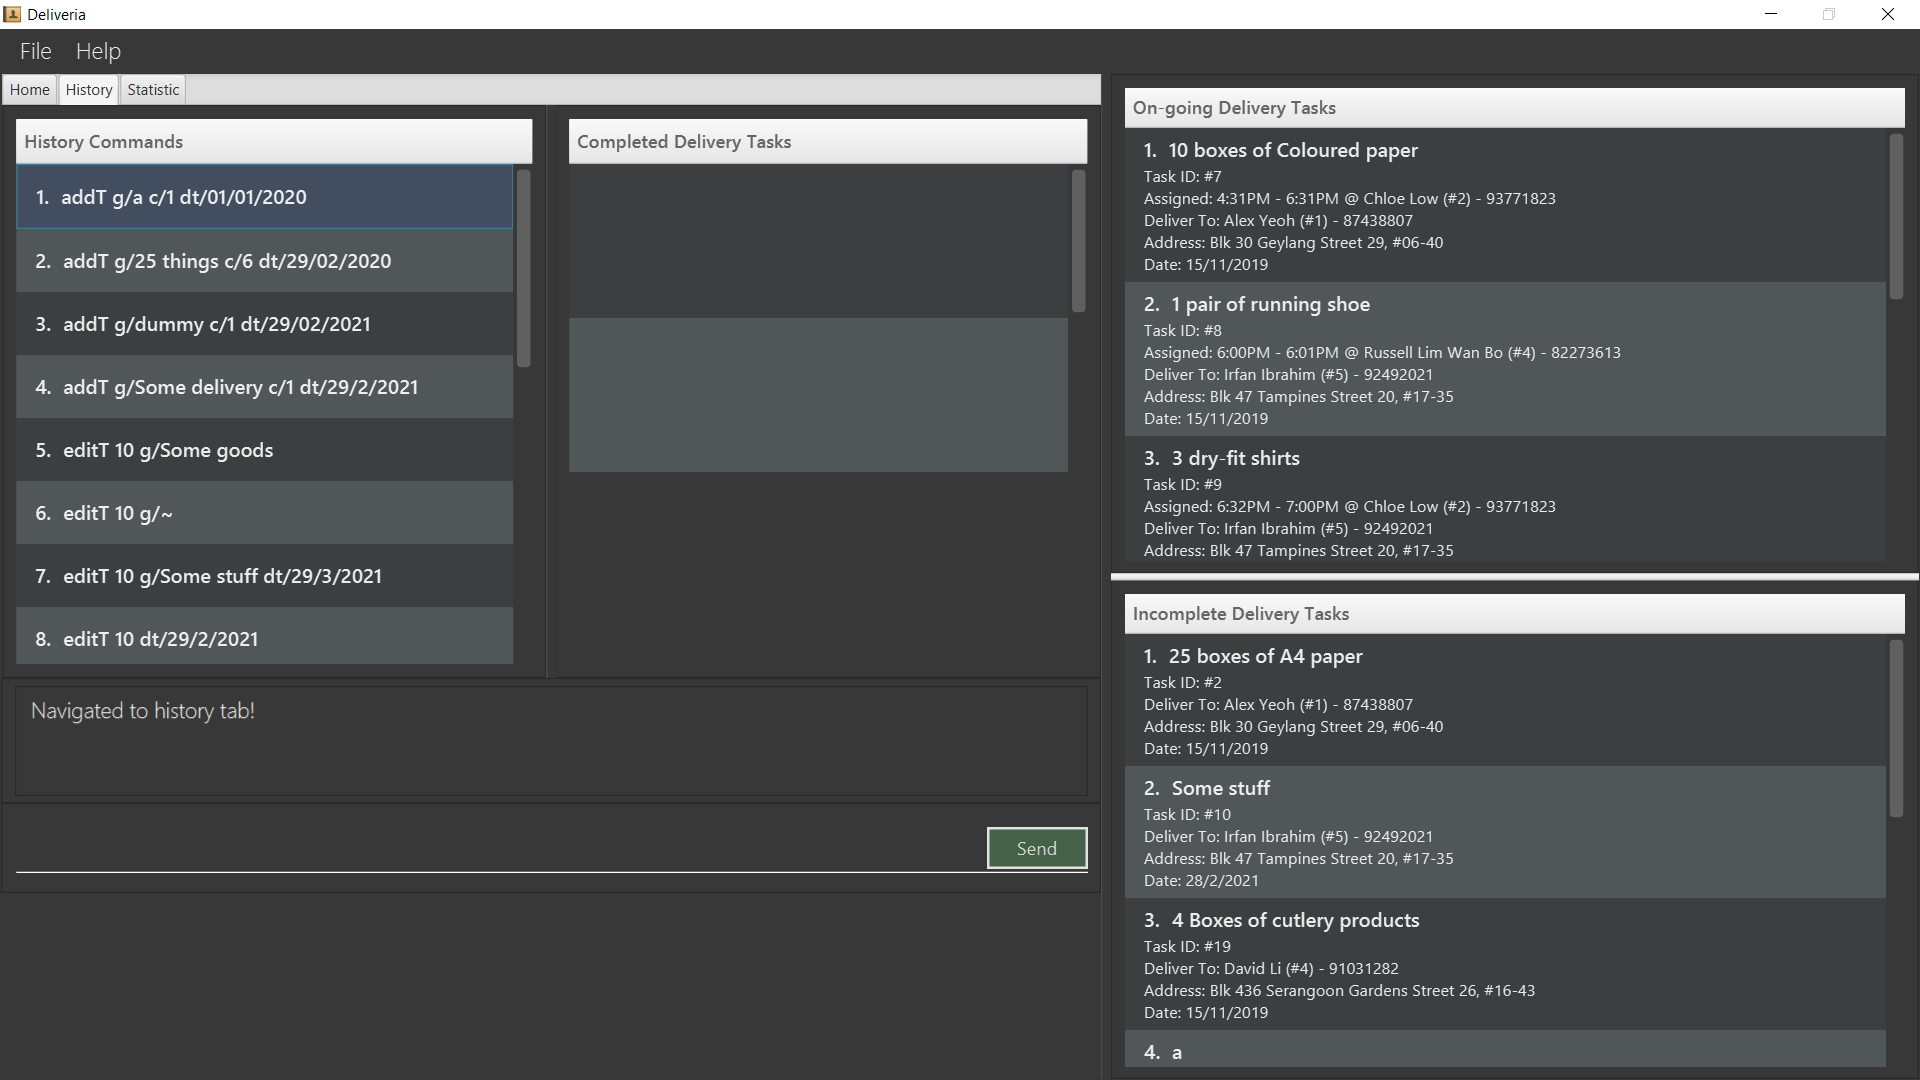 Deliveria
File Help
Home History Statistic
History Commands
1. addT g/a c/1 dt/01/01/2020
2. addT g/25 things c/6 dt/29/02/2020
3. addT g/dummy c/1 dt/29/02/2021
4. addT g/Some delivery c/1 dt/29/2/2021
5. editT 10 g/Some goods
6. editT 10 g/~
7. editT 10 g/Some stuff dt/29/3/2021
8. editT 10 dt/29/2/2021
Completed Delivery Tasks
Navigated to history tab!
Send
On-going Delivery Tasks
1. 10 boxes of Coloured paper
Task ID: #7
Assigned: 4:31PM - 6:31PM @ Chloe Low (#2) - 93771823
Deliver To: Alex Yeoh (#1) - 87438807
Address: Blk 30 Geylang Street 29, #06-40
Date: 15/11/2019
2. 1 pair of running shoe
Task ID: #8
Assigned: 6:00PM - 6:01PM @ Russell Lim Wan Bo (#4) - 82273613
Deliver To: Irfan Ibrahim (#5) - 92492021
Address: Blk 47 Tampines Street 20, #17-35
Date: 15/11/2019
3. 3 dry-fit shirts
Task ID: #9
Assigned: 6:32PM - 7:00PM @ Chloe Low (#2) - 93771823
Deliver To: Irfan Ibrahim (#5) - 92492021
Address: Blk 47 Tampines Street 20, #17-35
Incomplete Delivery Tasks
1. 25 boxes of A4 paper
Task ID: #2
Deliver To: Alex Yeoh (#1) - 87438807
Address: Blk 30 Geylang Street 29, #06-40
Date: 15/11/2019
2. Some stuff
Task ID: #10
Deliver To: Irfan Ibrahim (#5) - 92492021
Address: Blk 47 Tampines Street 20, #17-35
Date: 28/2/2021
3. 4 Boxes of cutlery products
Task ID: #19
Deliver To: David Li (#4) - 91031282
Address: Blk 436 Serangoon Gardens Street 26, #16-43
Date: 15/11/2019
4. a